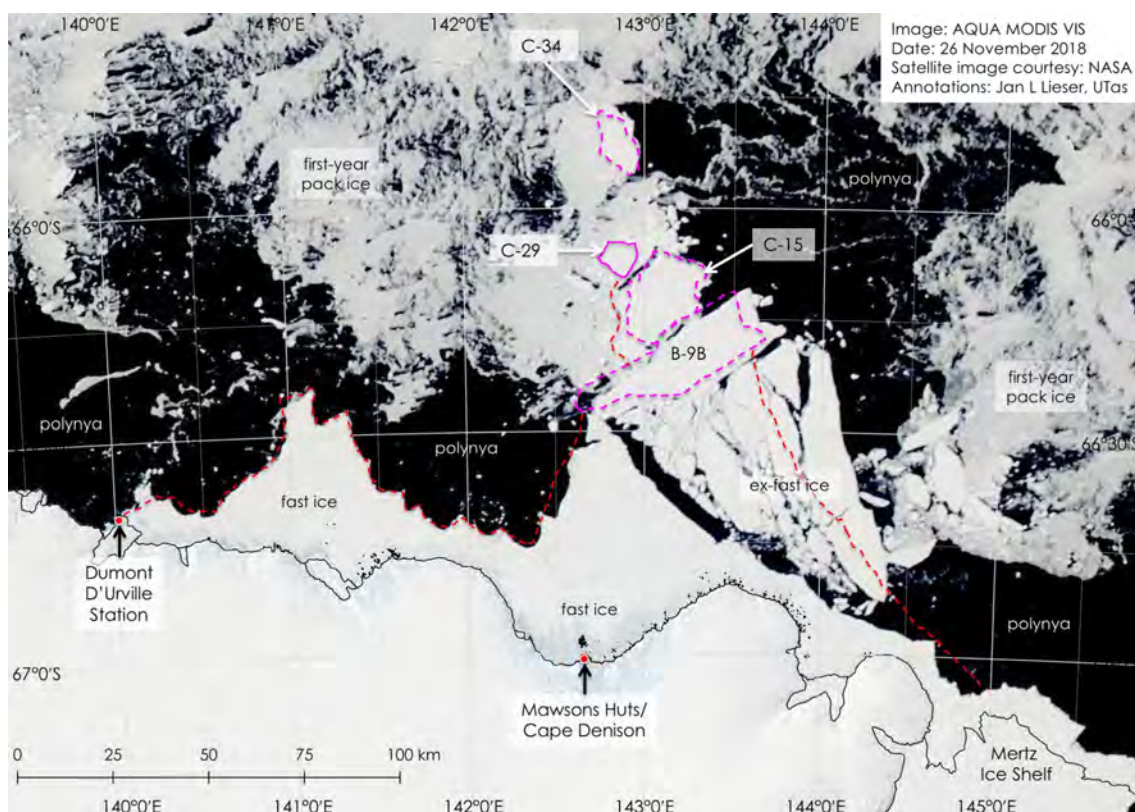 140°0'E
141°0'E
142°0'E
143°0'E
144°0'E
Image: AQUA MODIS VIS
Date: 26 November 2018
Satellite image courtesy: NASA
Annotations: Jan L Lieser, UTas
C-34
first-year
pack ice
polynya
66°0'S
66°0'S
C-29
C-15
B-9B
first-year
pack ice
polynya
polynya
66°30'S
fast ice
ex-fast ice
Dumont
D'Urville
Station
fast ice
polynya
67°0'S
Mawsons Huts/
Cape Denison
Mertz
Ice Shelf
0 25 50 75 100 km
140°0'E
141°0'E
142°0'E
143°0'E
144°0'E
145°0'E